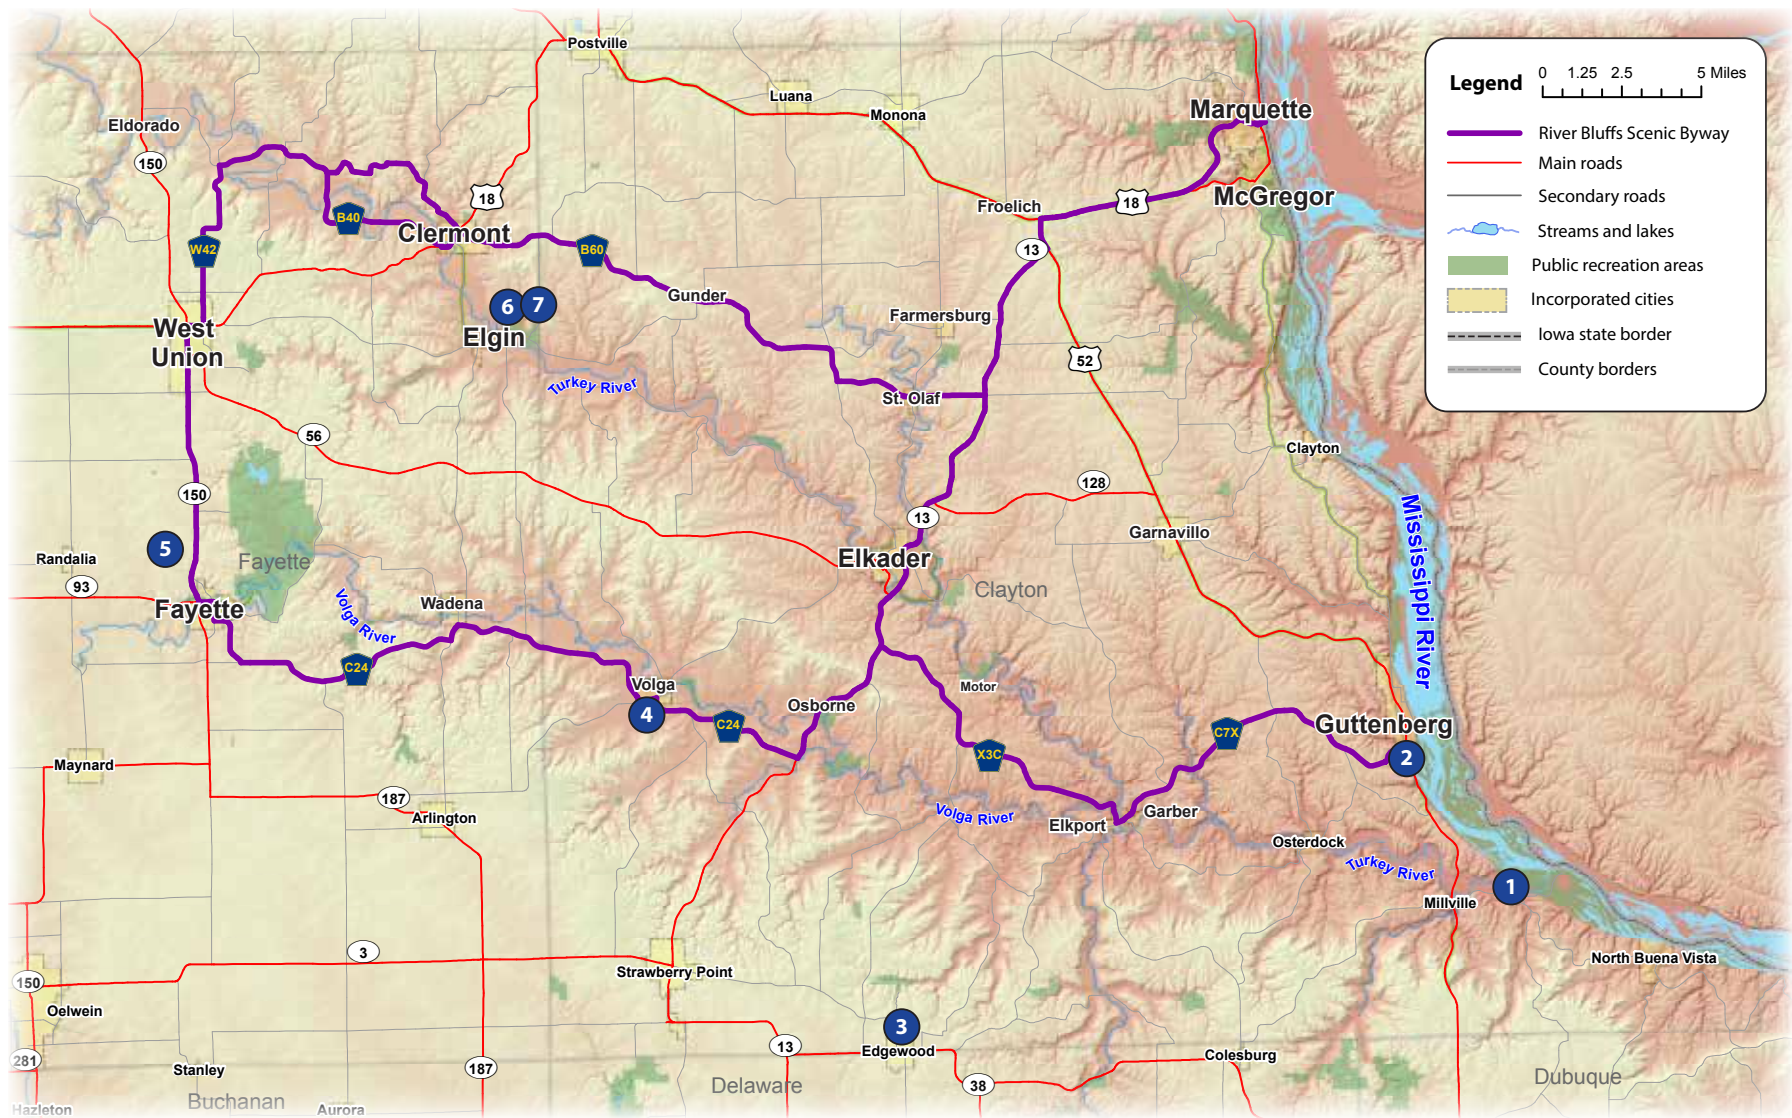 Postville
Luana
Monona
Marquette
Eldorado
150
18
B40
Clermont
W42
B60
Froelich
18
McGregor
13
Gunder
Farmersburg
6
7
West
Union
Elgin
52
Turkey River
St. Olaf
56
Clayton
128
150
13
Mississippi River
Garnavillo
5
Randalia
Fayette
Elkader
93
Fayette
Wadena
Volga River
Clayton
C24
Volga
Motor
4
C24
Osborne
X3C
C7X
Guttenberg
2
Maynard
187
Arlington
Volga River
Elkport
Garber
Osterdock
Turkey River
1
Millville
3
150
Strawberry Point
North Buena Vista
Oelwein
3
13
Edgewood
Colesburg
281
Stanley
187
Delaware
38
Dubuque
Buchanan
Hazleton
Aurora
Legend
0 1.25 2.5 5 Miles
River Bluffs Scenic Byway
Main roads
Secondary roads
Streams and lakes
Public recreation areas
Incorporated cities
Iowa state border
County borders